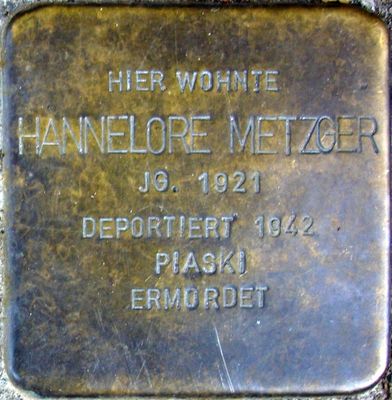 HIER WOHNTE
HANNELORE METZGER
JG. 1921
DEPORTIERT 1942
PIASKI
ERMORDET